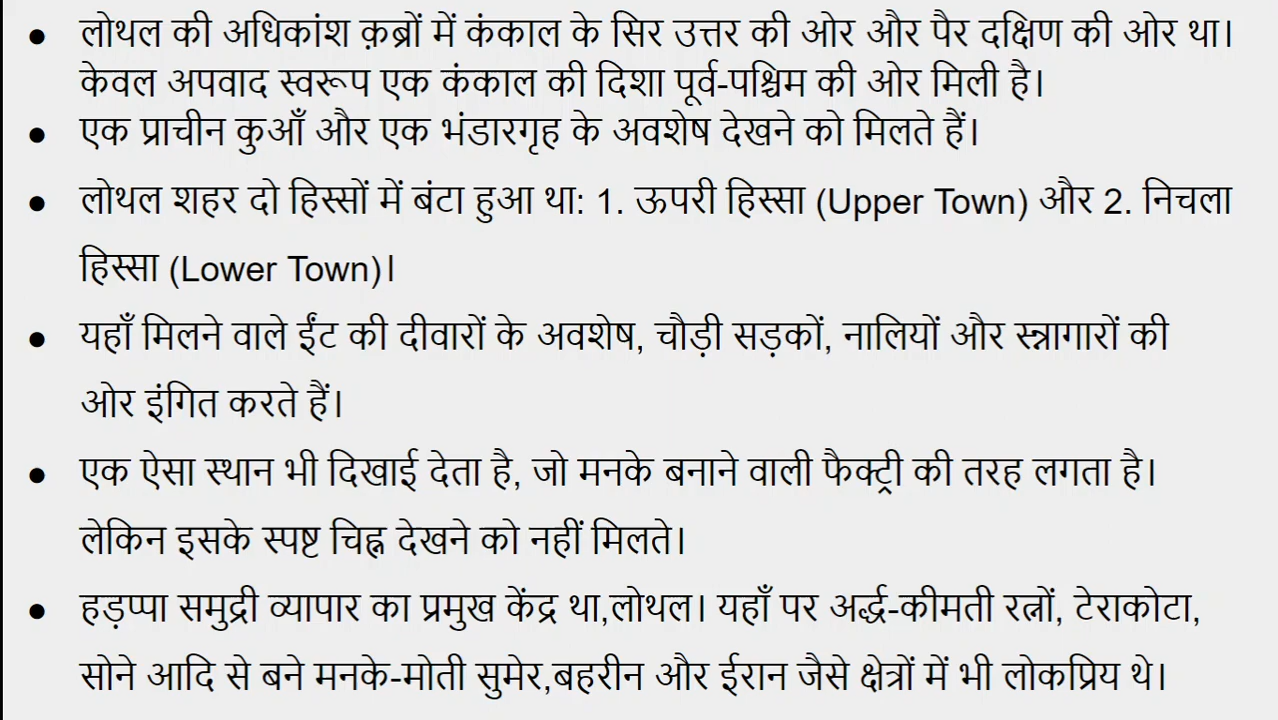 ● लोथल की अधिकांश क़ब्रों में कंकाल के सिर उत्तर की ओर और पैर दक्षिण की ओर था।
केवल अपवाद स्वरूप एक कंकाल की दिशा पूर्व-पश्चिम की ओर मिली है।
● एक प्राचीन कुआँ और एक भंडारगृह के अवशेष देखने को मिलते हैं।
● लोथल शहर दो हिस्सों में बंटा हुआ था: 1. ऊपरी हिस्सा (Upper Town) और 2. निचला
हिस्सा (Lower Town)।
● यहाँ मिलने वाले ईंट की दीवारों के अवशेष, चौड़ी सड़कों, नालियों और स्न्नागारों की
ओर इंगित करते हैं।
● एक ऐसा स्थान भी दिखाई देता है, जो मनके बनाने वाली फैक्ट्री की तरह लगता है।
लेकिन इसके स्पष्ट चिह्न देखने को नहीं मिलते।
● हड़प्पा समुद्री व्यापार का प्रमुख केंद्र था,लोथल। यहाँ पर अर्द्ध-कीमती रत्नों, टेराकोटा,
सोने आदि से बने मनके-मोती सुमेर,बहरीन और ईरान जैसे क्षेत्रों में भी लोकप्रिय थे।